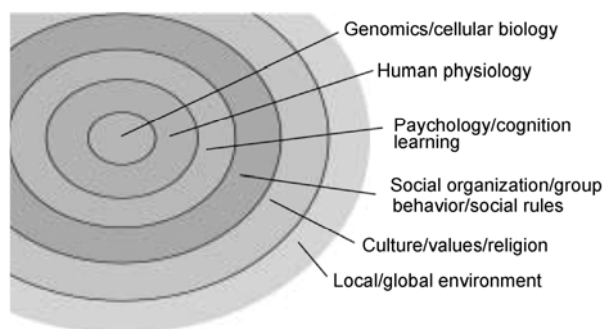 Genomics/cellular biology
Human physiology
Paychology/cognition
learning
Social organization/group
behavior/social rules
Culture/values/religion
Local/global environment